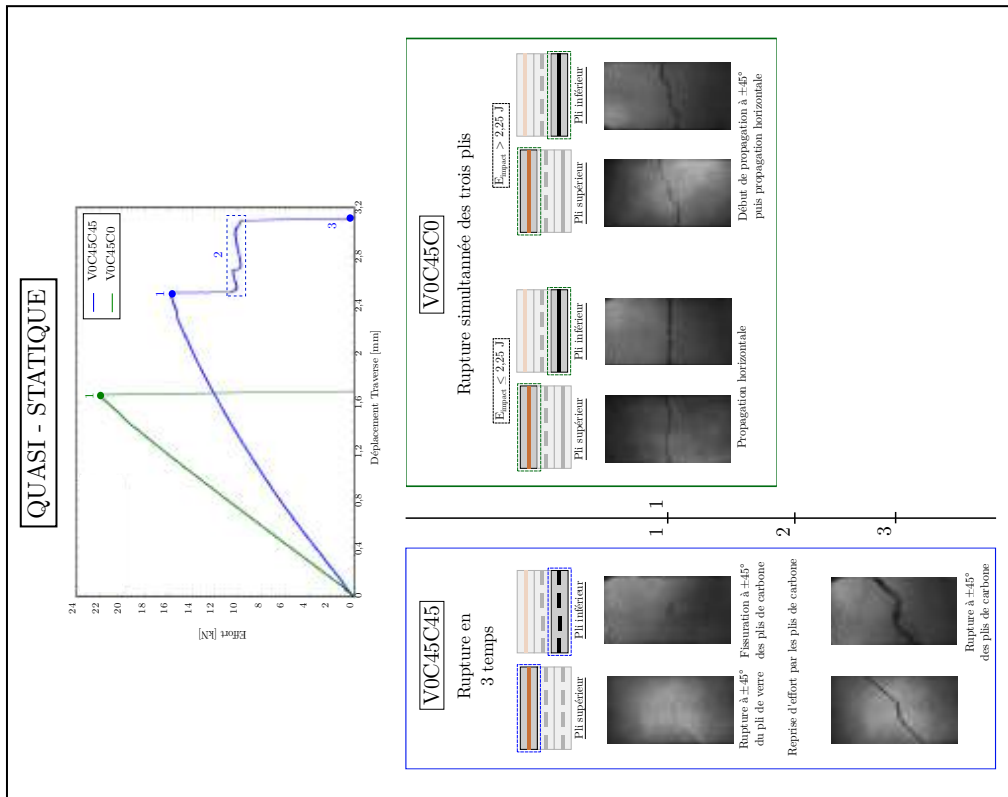 QUASI - STATIQUE
Effort [kN]
24
22
20
18
16
14
12
10
8
6
4
2
0
0
0,4
0,8
1,2
1,6
2
2,4
2,8
3,2
Déplacement Traverse [mm]
V0C45C45
V0C45C0
1
1
2
3
V0C45C45
Rupture en
3 temps
Pli supérieur
Pli inférieur
Rupture à ±45°
du pli de verre
Fissuration à ±45°
des plis de carbone
Reprise d'effort par les plis de carbone
Rupture à ±45°
des plis de carbone
1
1
2
3
V0C45C0
Rupture simultannée des trois plis
Eimpact ≤ 2,25 J
Pli supérieur
Pli inférieur
Propagation horizontale
Eimpact > 2,25 J
Pli supérieur
Pli inférieur
Début de propagation à ±45°
puis propagation horizontale